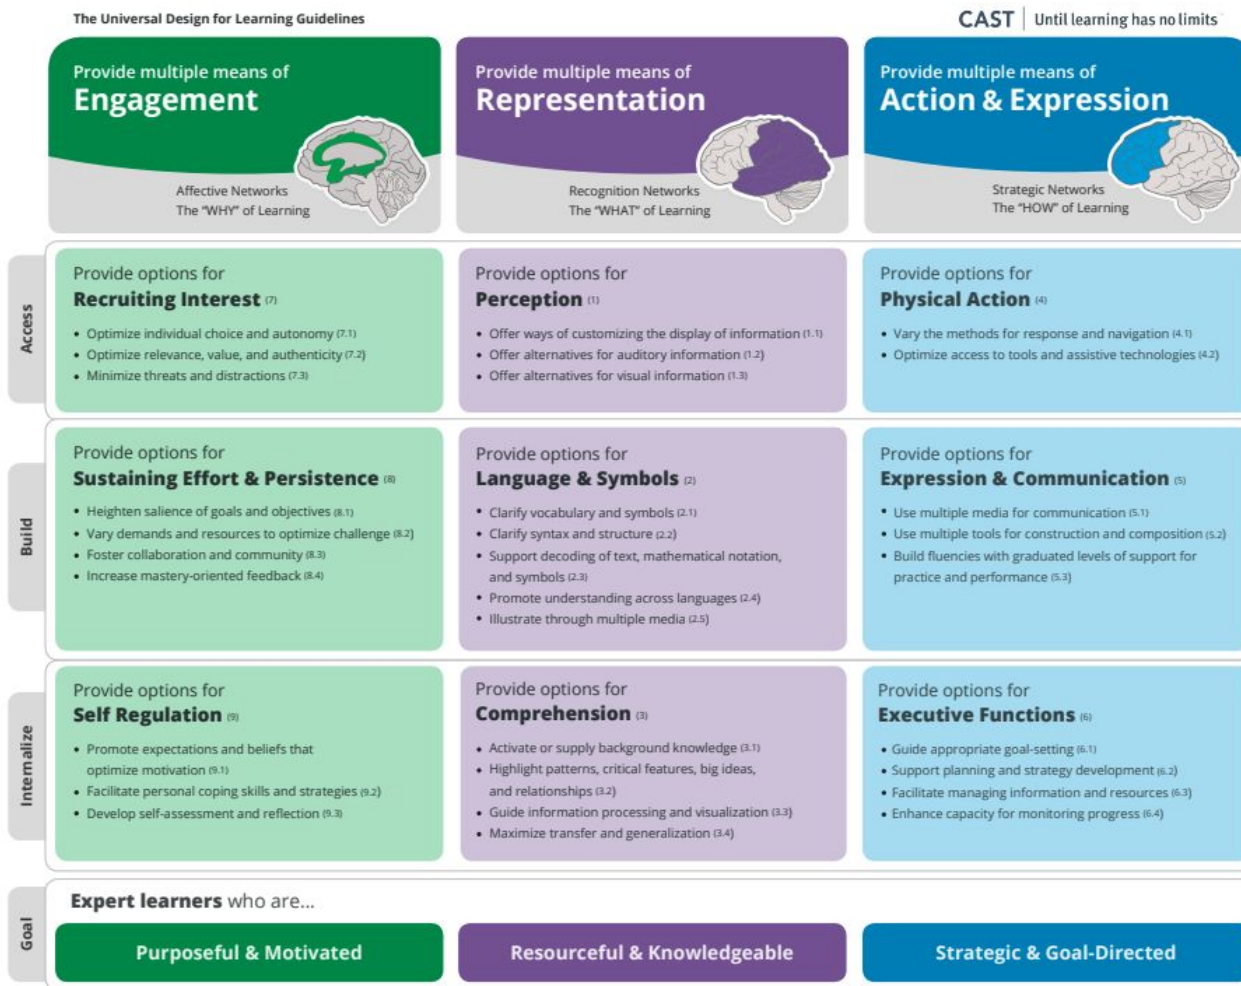 The Universal Design for Learning Guidelines
CAST | Until learning has no limits
Provide multiple means of
Engagement
Affective Networks
The "WHY" of Learning
Provide multiple means of
Representation
Recognition Networks
The "WHAT" of Learning
Provide multiple means of
Action & Expression
Strategic Networks
The "HOW" of Learning
Access
Provide options for
Recruiting Interest (7)
• Optimize individual choice and autonomy (7.1)
• Optimize relevance, value, and authenticity (7.2)
• Minimize threats and distractions (7.3)
Provide options for
Perception (1)
• Offer ways of customizing the display of information (1.1)
• Offer alternatives for auditory information (1.2)
• Offer alternatives for visual information (1.3)
Provide options for
Physical Action (4)
• Vary the methods for response and navigation (4.1)
• Optimize access to tools and assistive technologies (4.2)
Build
Provide options for
Sustaining Effort & Persistence (8)
• Heighten salience of goals and objectives (8.1)
• Vary demands and resources to optimize challenge (8.2)
• Foster collaboration and community (8.3)
• Increase mastery-oriented feedback (8.4)
Provide options for
Language & Symbols (2)
• Clarify vocabulary and symbols (2.1)
• Clarify syntax and structure (2.2)
• Support decoding of text, mathematical notation,
and symbols (2.3)
• Promote understanding across languages (2.4)
• Illustrate through multiple media (2.5)
Provide options for
Expression & Communication (5)
• Use multiple media for communication (5.1)
• Use multiple tools for construction and composition (5.2)
• Build fluencies with graduated levels of support for
practice and performance (5.3)
Internalize
Provide options for
Self Regulation (9)
• Promote expectations and beliefs that
optimize motivation (9.1)
• Facilitate personal coping skills and strategies (9.2)
• Develop self-assessment and reflection (9.3)
Provide options for
Comprehension (3)
• Activate or supply background knowledge (3.1)
• Highlight patterns, critical features, big ideas,
and relationships (3.2)
• Guide information processing and visualization (3.3)
• Maximize transfer and generalization (3.4)
Provide options for
Executive Functions (6)
• Guide appropriate goal-setting (6.1)
• Support planning and strategy development (6.2)
• Facilitate managing information and resources (6.3)
• Enhance capacity for monitoring progress (6.4)
Goal
Expert learners who are...
Purposeful & Motivated
Resourceful & Knowledgeable
Strategic & Goal-Directed